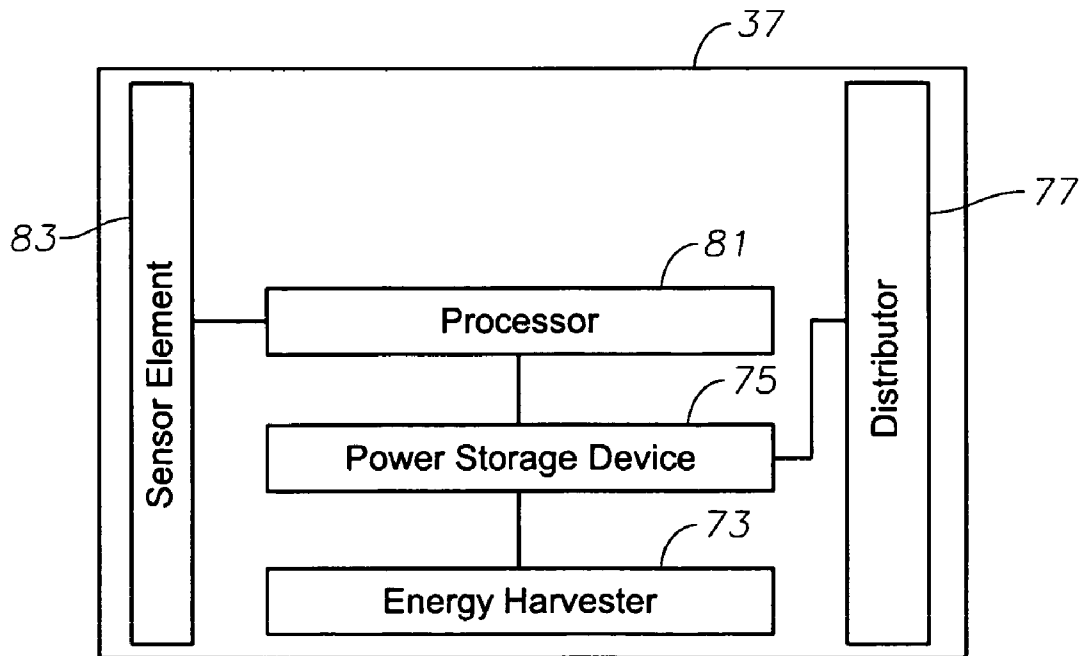 37
77
83
81
Sensor Element
Processor
Distributor
75
Power Storage Device
73
Energy Harvester